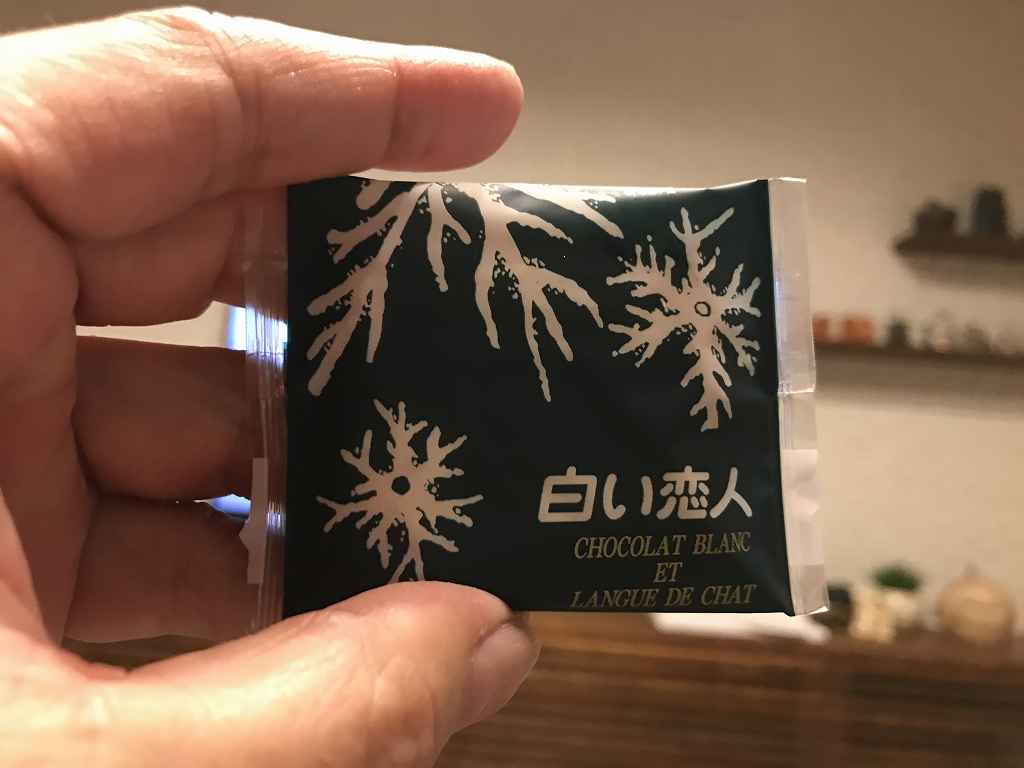 白い恋人
CHOCOLAT BLANC
ET
LANGUE DE CHAT